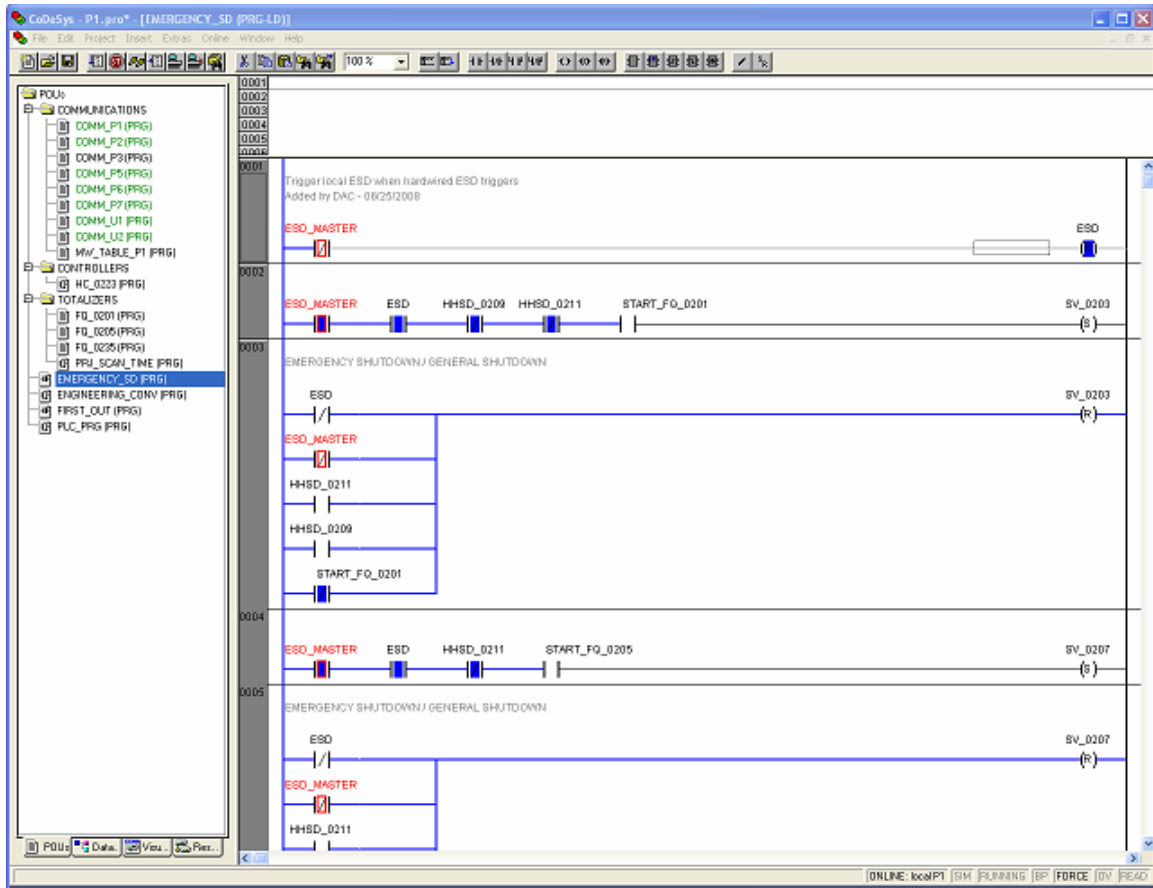 CoDeSys - P1.pro* - [EMERGENCY_SD (PRG-LD)]
File Edit Project Insert Extras Online Window Help
100 %
POUs
COMMUNICATIONS
COMM_P1 (PRG)
COMM_P2 (PRG)
COMM_P3 (PRG)
COMM_P5 (PRG)
COMM_P6 (PRG)
COMM_P7 (PRG)
COMM_U1 (PRG)
COMM_U2 (PRG)
MW_TABLE_P1 (PRG)
CONTROLLERS
HC_0223 (PRG)
TOTALIZERS
FQ_0201 (PRG)
FQ_0205 (PRG)
FQ_0235 (PRG)
PRJ_SCAN_TIME (PRG)
EMERGENCY_SD (PRG)
ENGINEERING_CONV (PRG)
FIRST_OUT (PRG)
PLC_PRG (PRG)
POUs Data. Visu.. Res...
0001
0002
0003
0004
0005
0006
0001
Trigger local ESD when hardwired ESD triggers
Added by DAC - 06/25/2008
ESD_MASTER ESD
0002
ESD_MASTER ESD HHSD_0209 HHSD_0211 START_FQ_0201 SV_0203
(S)
0003
EMERGENCY SHUTDOWN / GENERAL SHUTDOWN
ESD SV_0203
(R)
ESD_MASTER
HHSD_0211
HHSD_0209
START_FQ_0201
0004
ESD_MASTER ESD HHSD_0211 START_FQ_0205 SV_0207
(S)
0005
EMERGENCY SHUTDOWN / GENERAL SHUTDOWN
ESD SV_0207
(R)
ESD_MASTER
HHSD_0211
ONLINE: localP1 SIM RUNNING BP FORCE OV READ